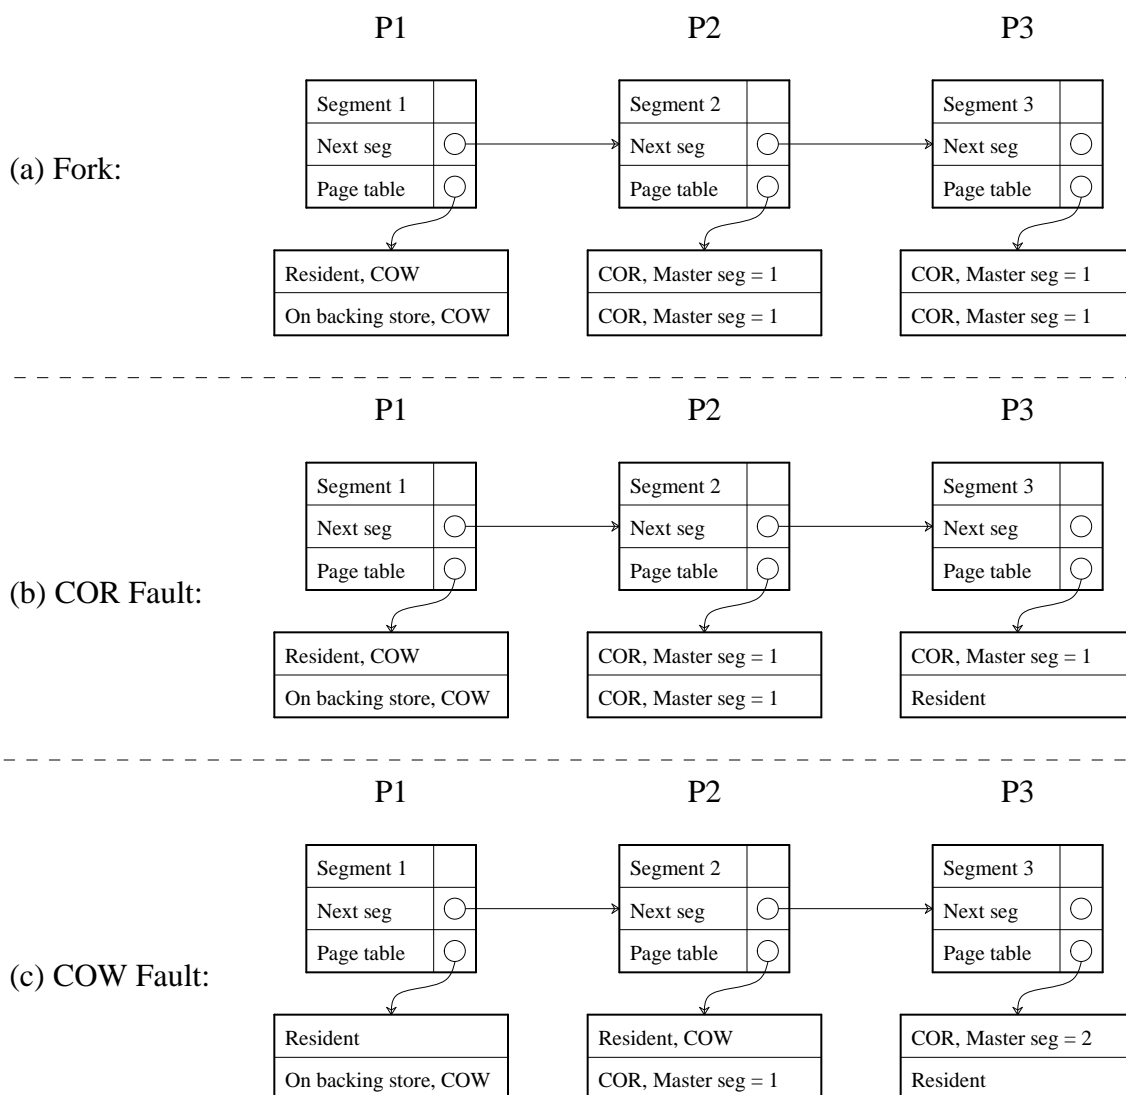 P1 P2 P3
Segment 1 Segment 2 Segment 3
Next seg Next seg Next seg
(a) Fork:
Page table Page table Page table
Resident, COW COR, Master seg = 1 COR, Master seg = 1
On backing store, COW COR, Master seg = 1 COR, Master seg = 1
P1 P2 P3
Segment 1 Segment 2 Segment 3
Next seg Next seg Next seg
Page table Page table Page table
(b) COR Fault:
Resident, COW COR, Master seg = 1 COR, Master seg = 1
On backing store, COW COR, Master seg = 1 Resident
P1 P2 P3
Segment 1 Segment 2 Segment 3
Next seg Next seg Next seg
Page table Page table Page table
(c) COW Fault:
Resident Resident, COW COR, Master seg = 2
On backing store, COW COR, Master seg = 1 Resident